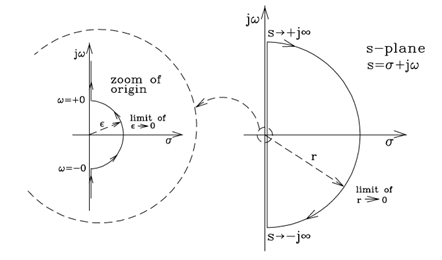 jω
zoom of
origin
ω=+0
ϵ
limit of
ϵ→0
σ
ω=−0
jω
s→+j∞
s-plane
s=σ+jω
σ
r
limit of
r→0
s→−j∞